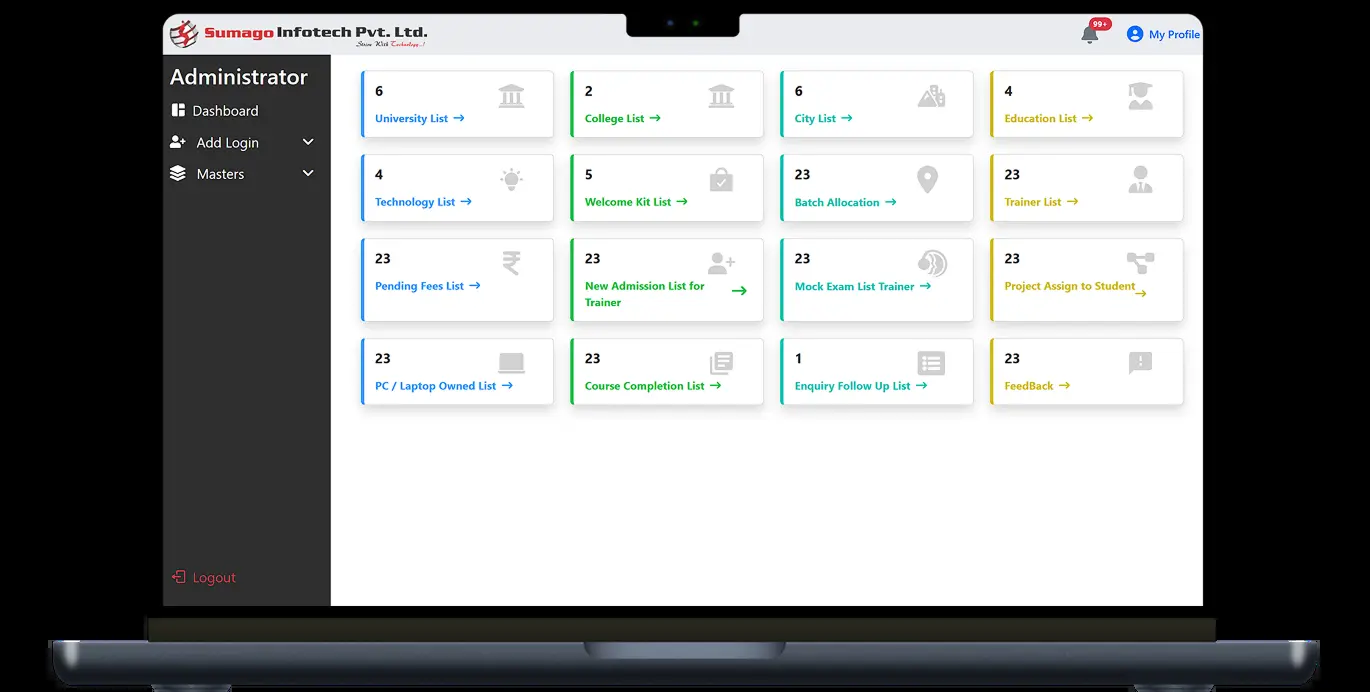 Sumago Infotech Pvt. Ltd.
Strive With Technology..!
99+
My Profile
Administrator
Dashboard
Add Login
Masters
Logout
6
University List →
2
College List →
6
City List →
4
Education List →
4
Technology List →
5
Welcome Kit List →
23
Batch Allocation →
23
Trainer List →
23
Pending Fees List →
23
New Admission List for
Trainer →
23
Mock Exam List Trainer →
23
Project Assign to Student →
23
PC / Laptop Owned List →
23
Course Completion List →
1
Enquiry Follow Up List →
23
FeedBack →